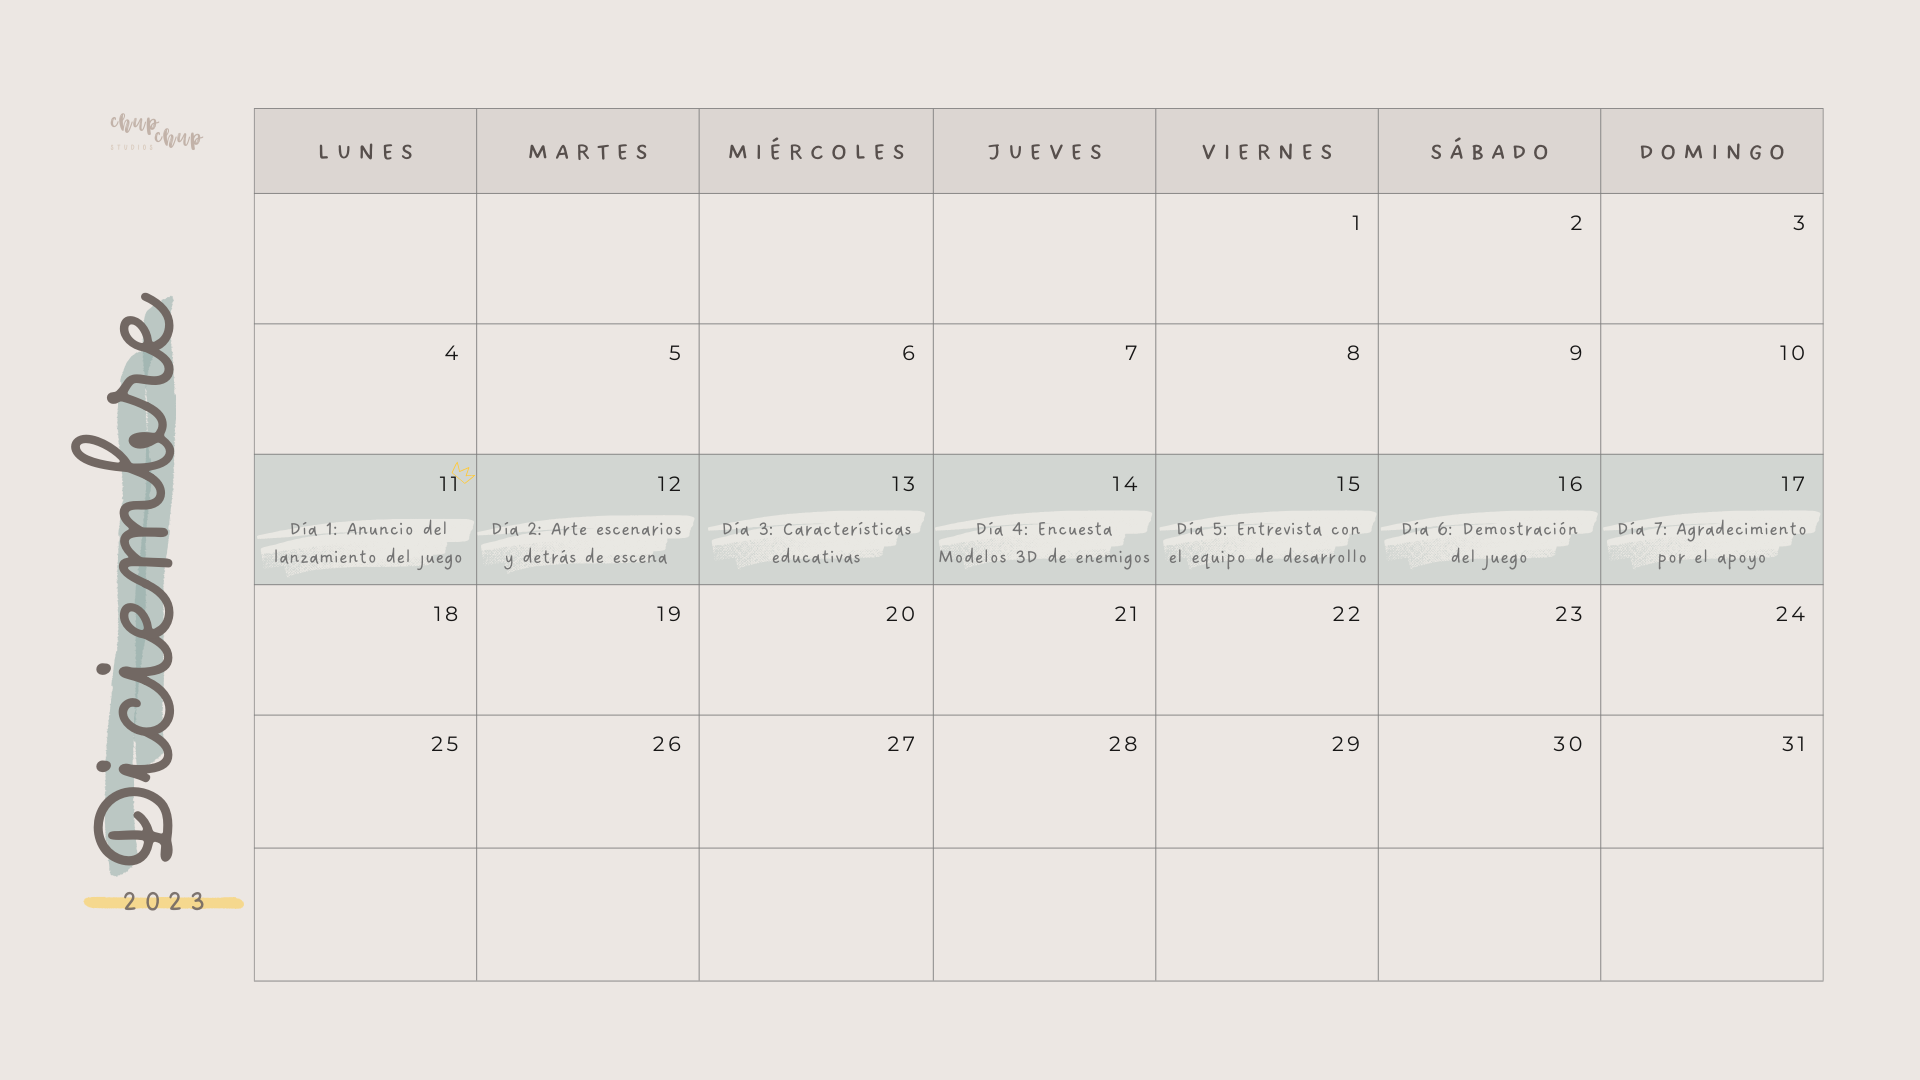 chup
chup
STUDIOS
LUNES MARTES MIÉRCOLES JUEVES VIERNES SÁBADO DOMINGO
1 2 3
4 5 6 7 8 9 10
11 12 13 14 15 16 17
Día 1: Anuncio del
lanzamiento del juego
Día 2: Arte escenarios
y detrás de escena
Día 3: Características
educativas
Día 4: Encuesta
Modelos 3D de enemigos
Día 5: Entrevista con
el equipo de desarrollo
Día 6: Demostración
del juego
Día 7: Agradecimiento
por el apoyo
18 19 20 21 22 23 24
25 26 27 28 29 30 31
Diciembre
2023